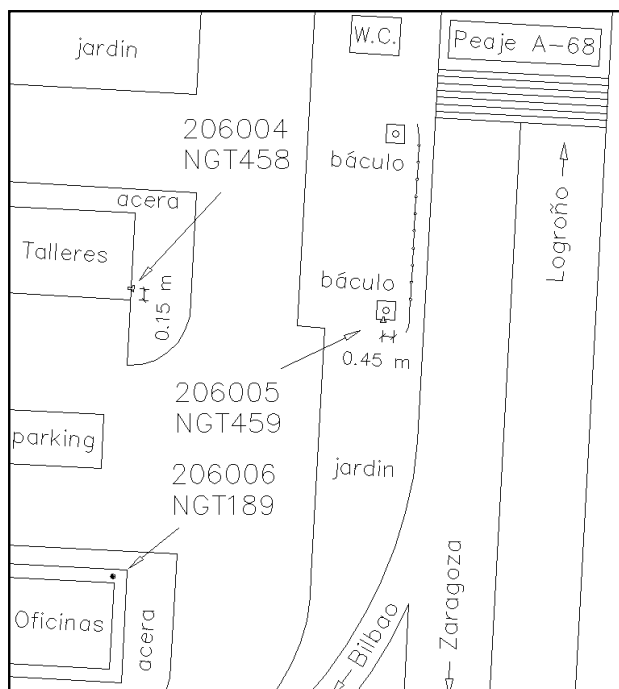 jardin
W.C.
Peaje A-68
206004
NGT458
báculo
acera
Logroño
Talleres
báculo
0.15 m
0.45 m
206005
NGT459
parking
206006
NGT189
jardin
Zaragoza
Oficinas
acera
Bilbao